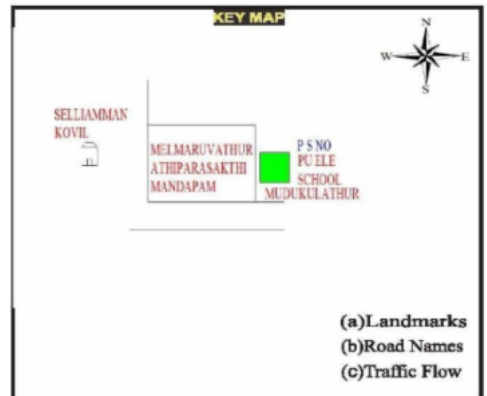 KEY MAP
N
W
E
S
SELLIAMMAN
KOVIL
MELMARUVATHUR
ATHIPARASAKTHI
MANDAPAM
P S NO
PU ELE
SCHOOL
MUDUKULATHUR
(a)Landmarks
(b)Road Names
(c)Traffic Flow